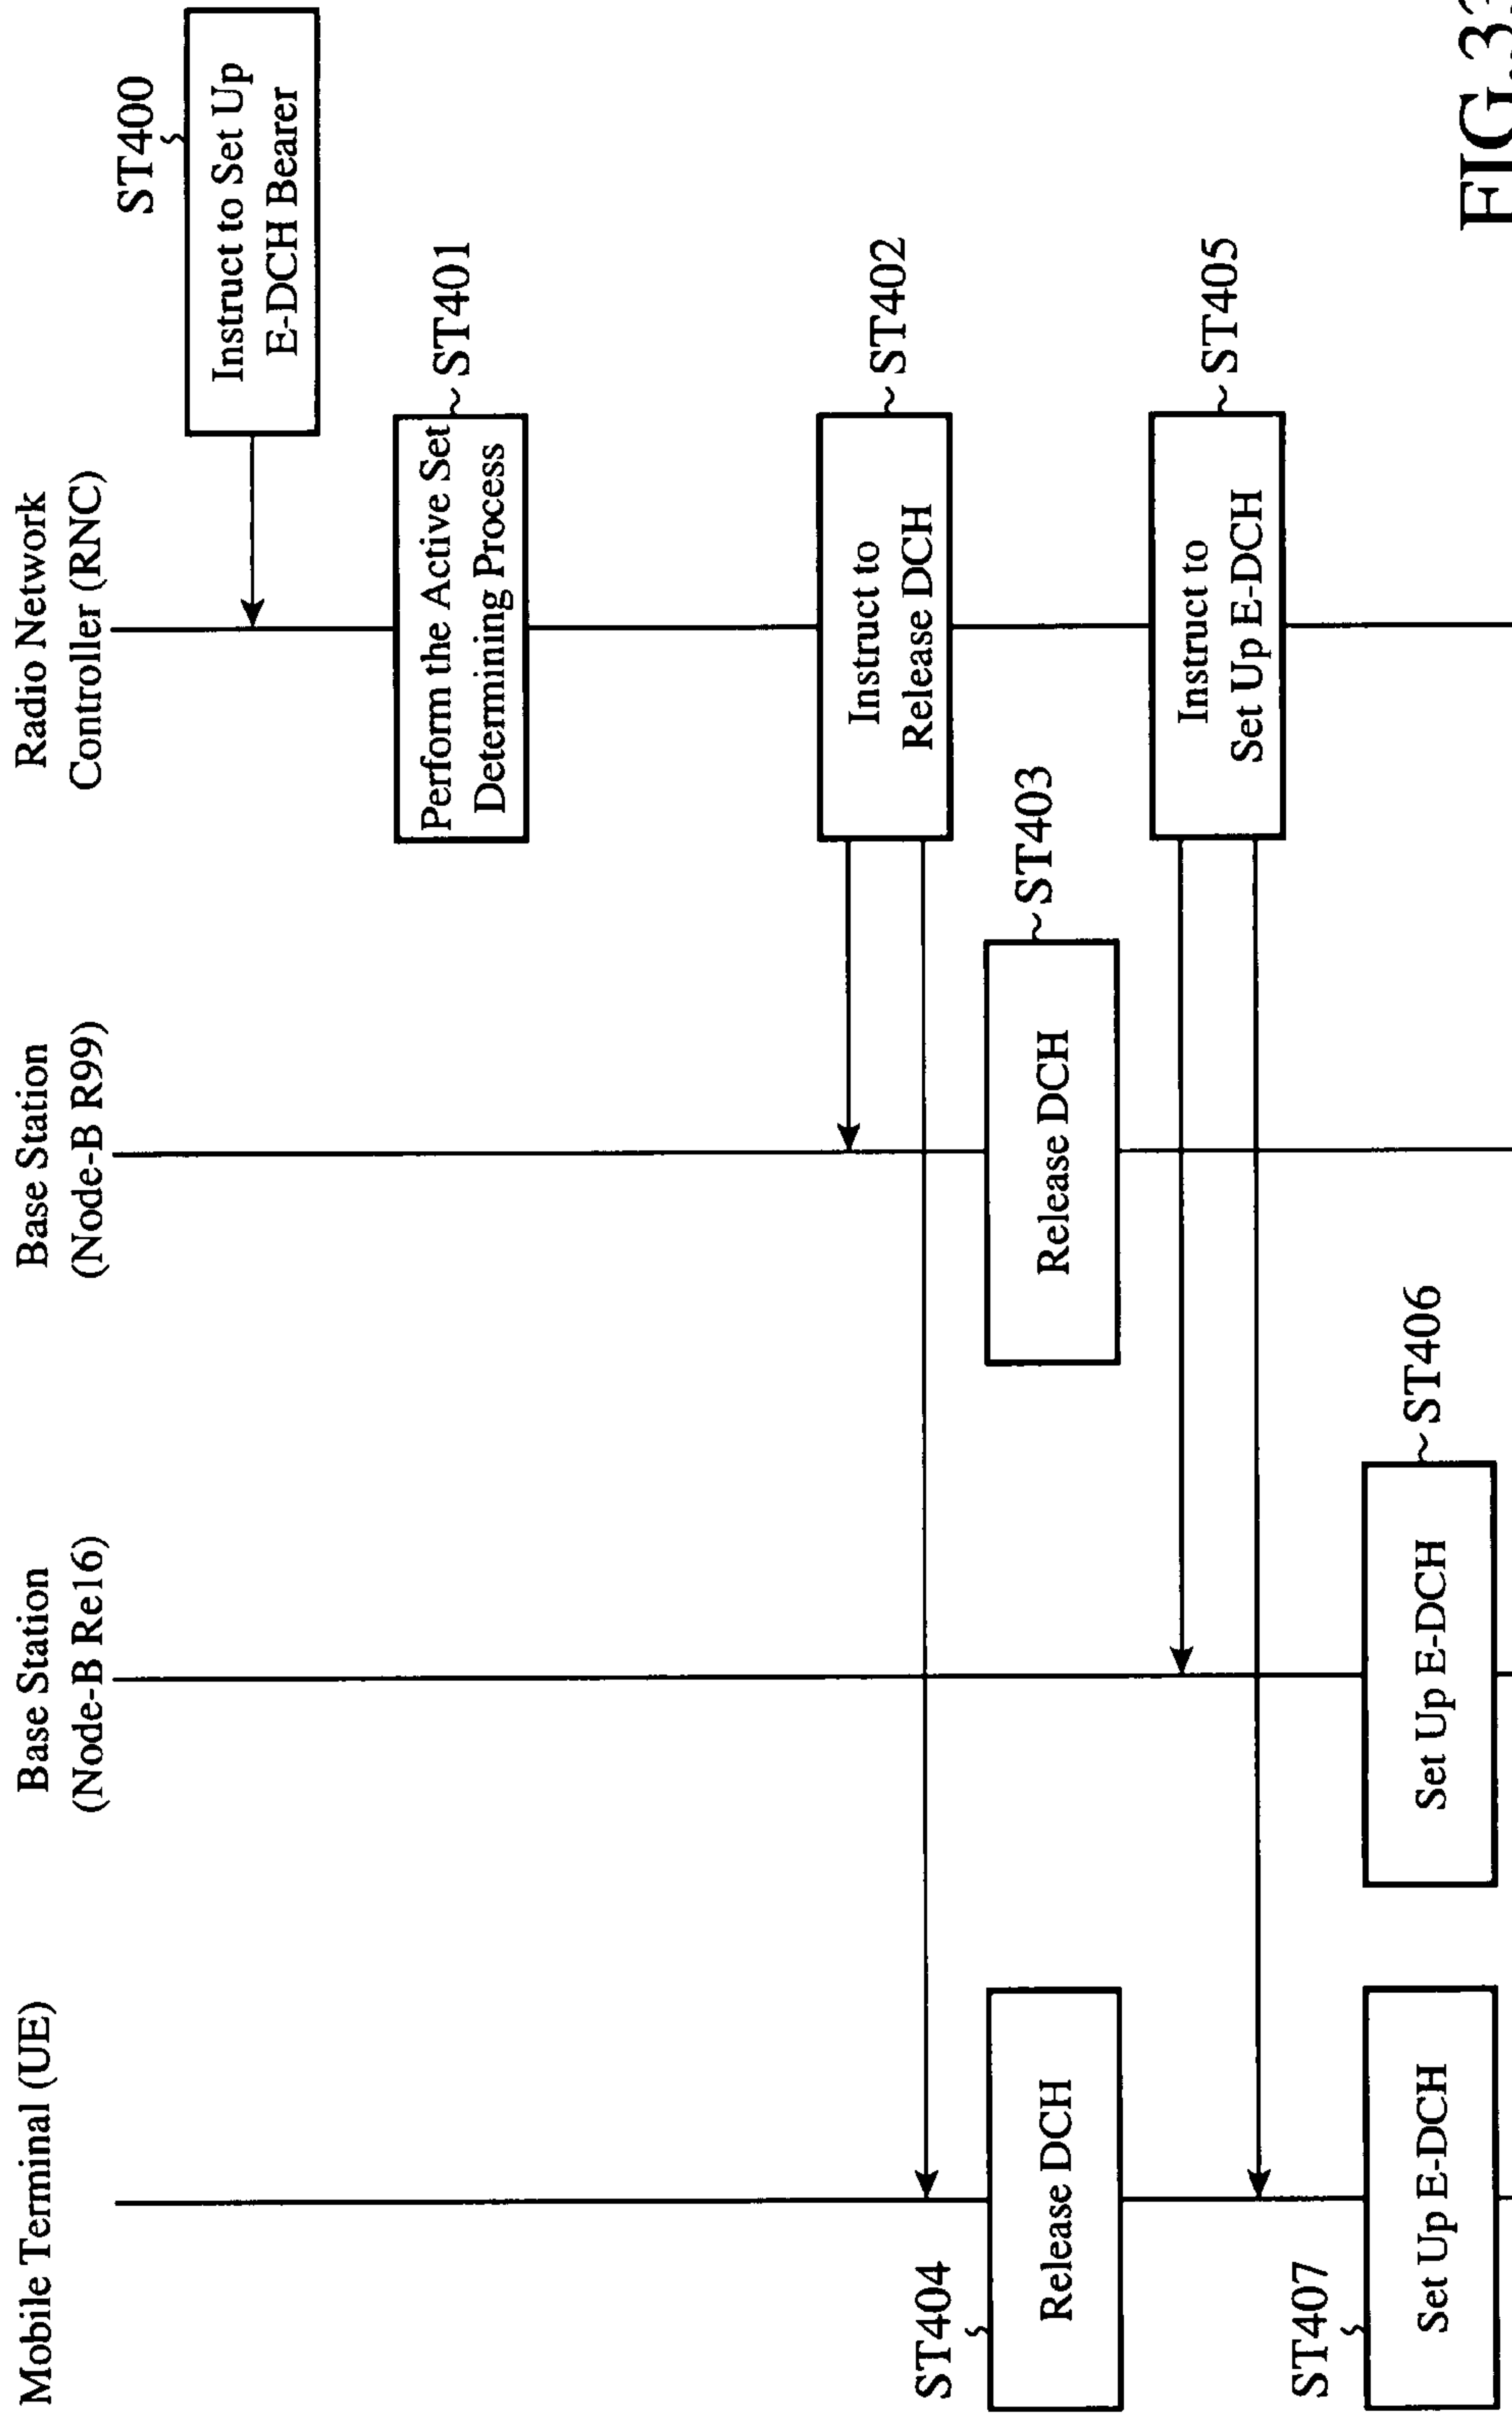 Mobile Terminal (UE)
Base Station
(Node-B Re16)
Base Station
(Node-B R99)
Radio Network
Controller (RNC)
ST400
Instruct to Set Up
E-DCH Bearer
Perform the Active Set
Determining Process
ST401
Instruct to
Release DCH
ST402
ST404
Release DCH
Release DCH
ST403
Instruct to
Set Up E-DCH
ST405
ST407
Set Up E-DCH
Set Up E-DCH
ST406